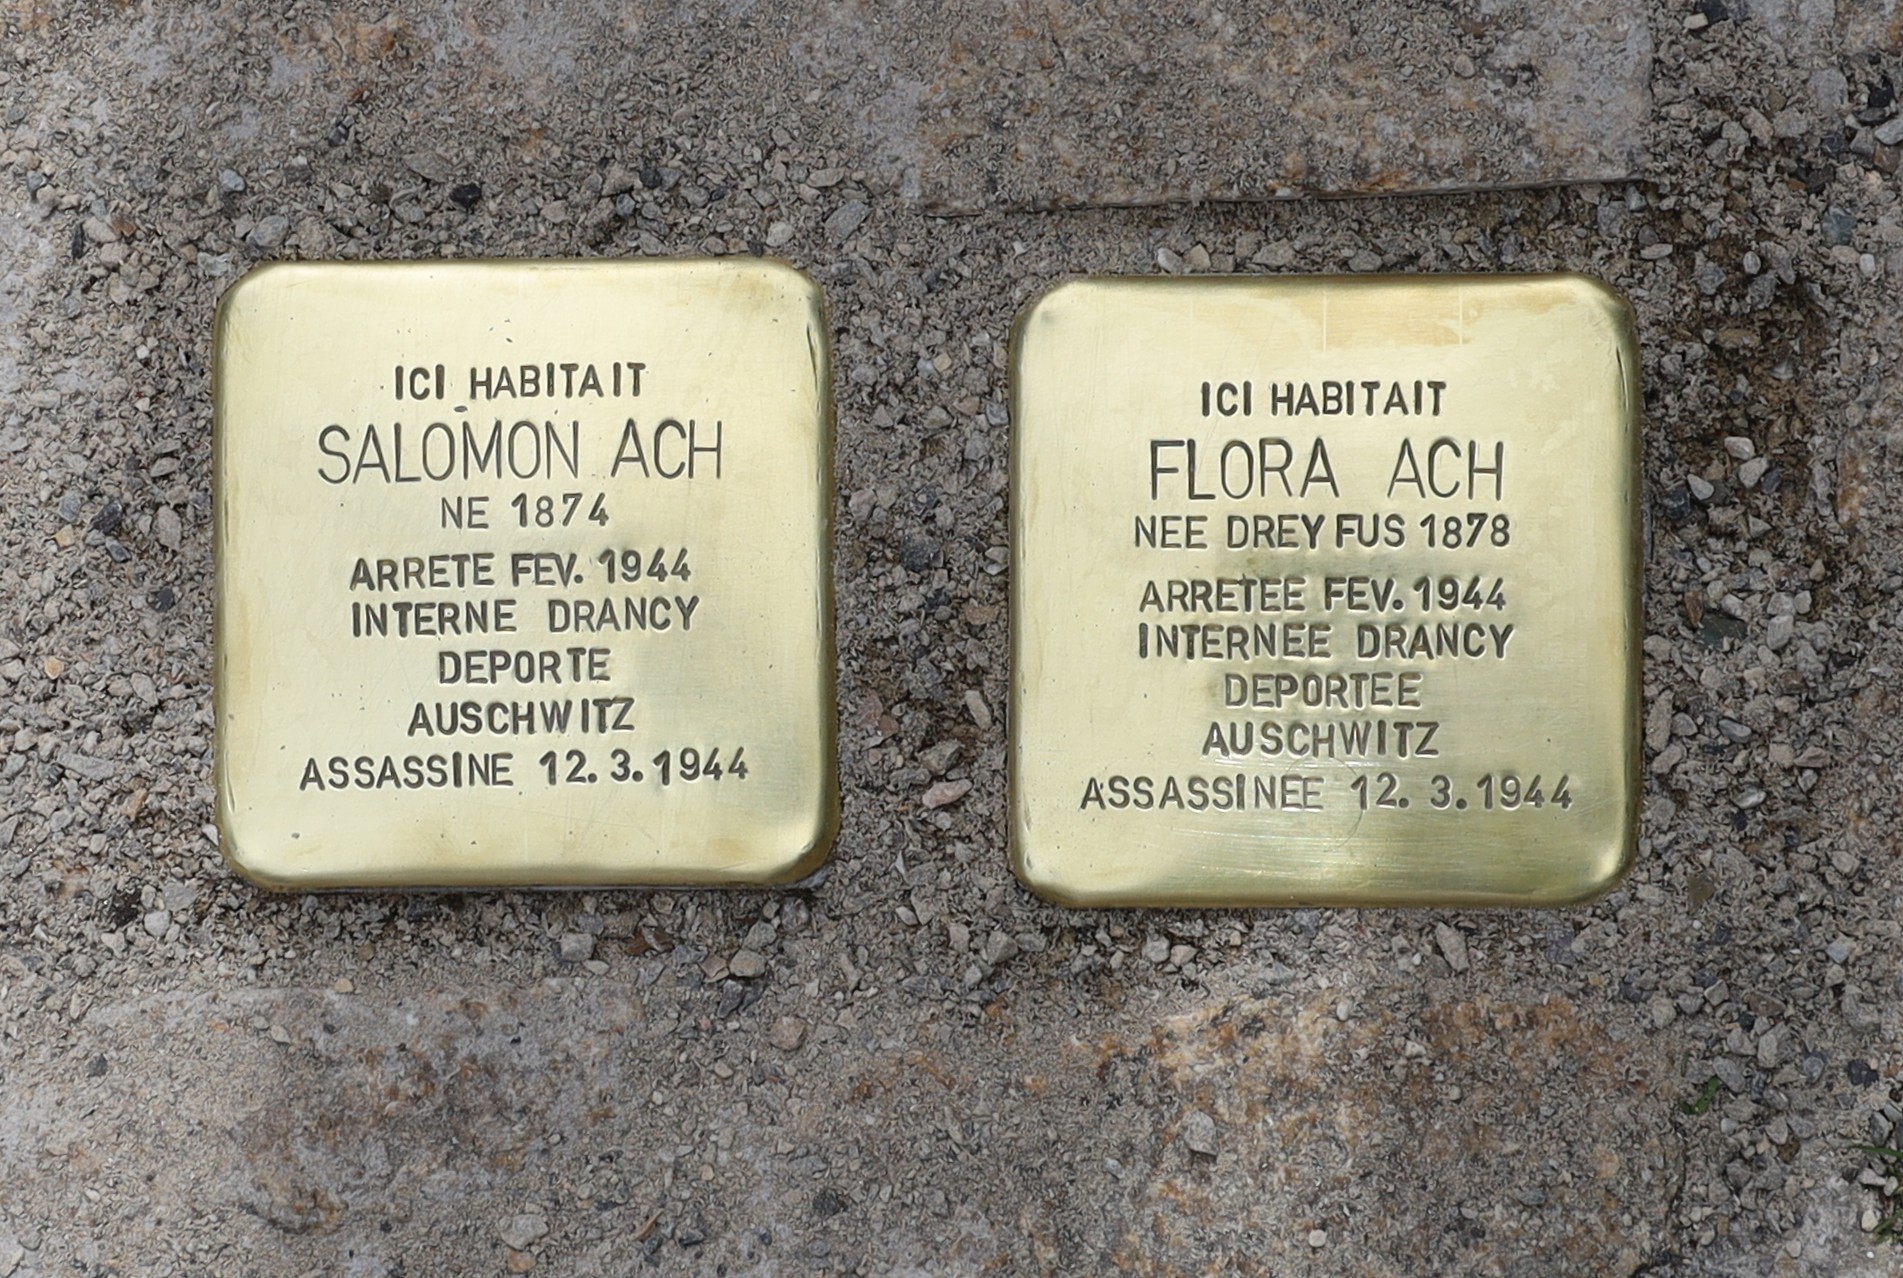 ICI HABITAIT
SALOMON ACH
NE 1874
ARRETE FEV. 1944
INTERNE DRANCY
DEPORTE
AUSCHWITZ
ASSASSINE 12.3.1944
ICI HABITAIT
FLORA ACH
NEE DREYFUS 1878
ARRETEE FEV. 1944
INTERNEE DRANCY
DEPORTEE
AUSCHWITZ
ASSASSINEE 12.3.1944